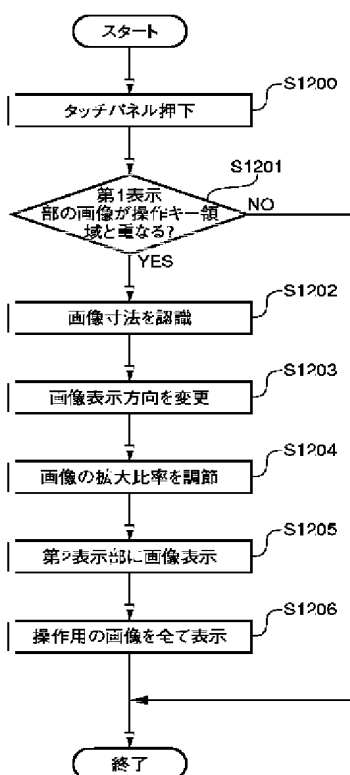 スタート
S1200
タッチパネル押下
S1201
第1表示
部の画像が操作キー領
域と重なる?
NO
YES
S1202
画像寸法を認識
S1203
画像表示方向を変更
S1204
画像の拡大比率を調節
S1205
第2表示部に画像表示
S1206
操作用の画像を全て表示
終了